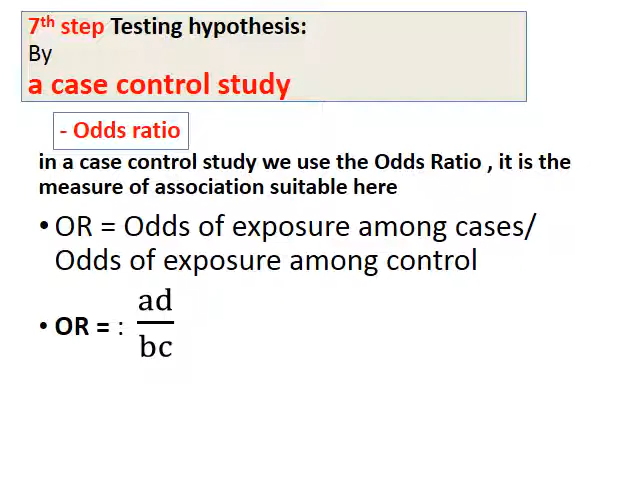 7th step Testing hypothesis:
By
a case control study
- Odds ratio
in a case control study we use the Odds Ratio , it is the
measure of association suitable here
• OR = Odds of exposure among cases/
Odds of exposure among control
• OR = : ad
bc